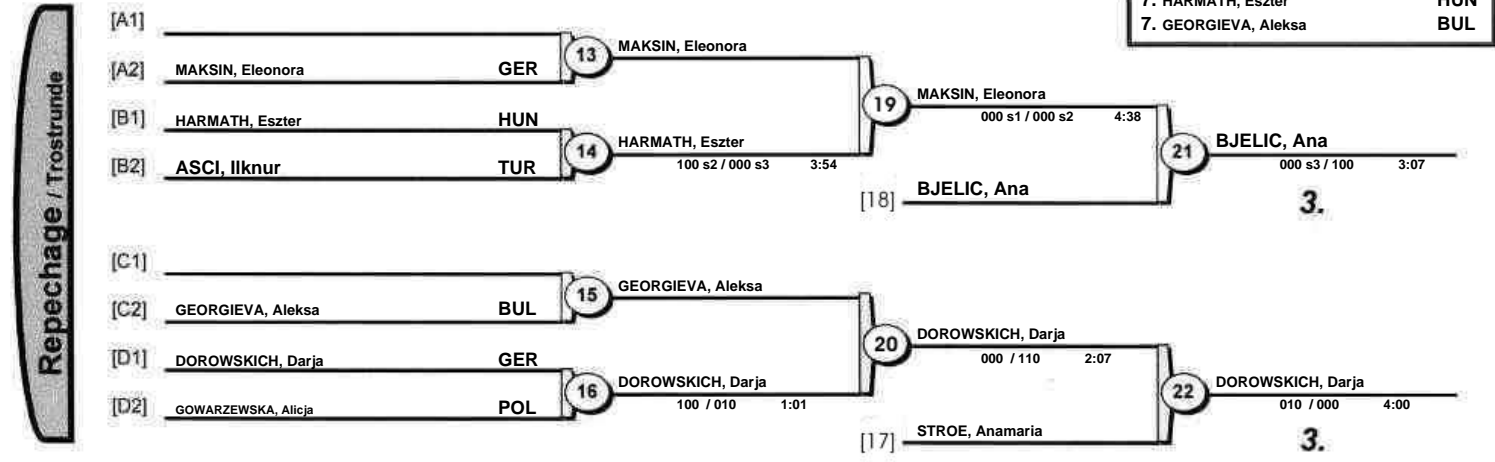 7. HARMATH, Eszter HUN
7. GEORGIEVA, Aleksa BUL
Repechage / Trostrunde
[A1]
13 MAKSIN, Eleonora
[A2] MAKSIN, Eleonora GER
19 MAKSIN, Eleonora
000 s1 / 000 s2 4:38
[B1] HARMATH, Eszter HUN
14 HARMATH, Eszter
100 s2 / 000 s3 3:54
21 BJELIC, Ana
000 s3 / 100 3:07
[B2] ASCI, Ilknur TUR
[18] BJELIC, Ana
3.
[C1]
15 GEORGIEVA, Aleksa
[C2] GEORGIEVA, Aleksa BUL
20 DOROWSKICH, Darja
000 / 110 2:07
[D1] DOROWSKICH, Darja GER
16 DOROWSKICH, Darja
100 / 010 1:01
22 DOROWSKICH, Darja
010 / 000 4:00
[D2] GOWARZEWSKA, Alicja POL
[17] STROE, Anamaria
3.